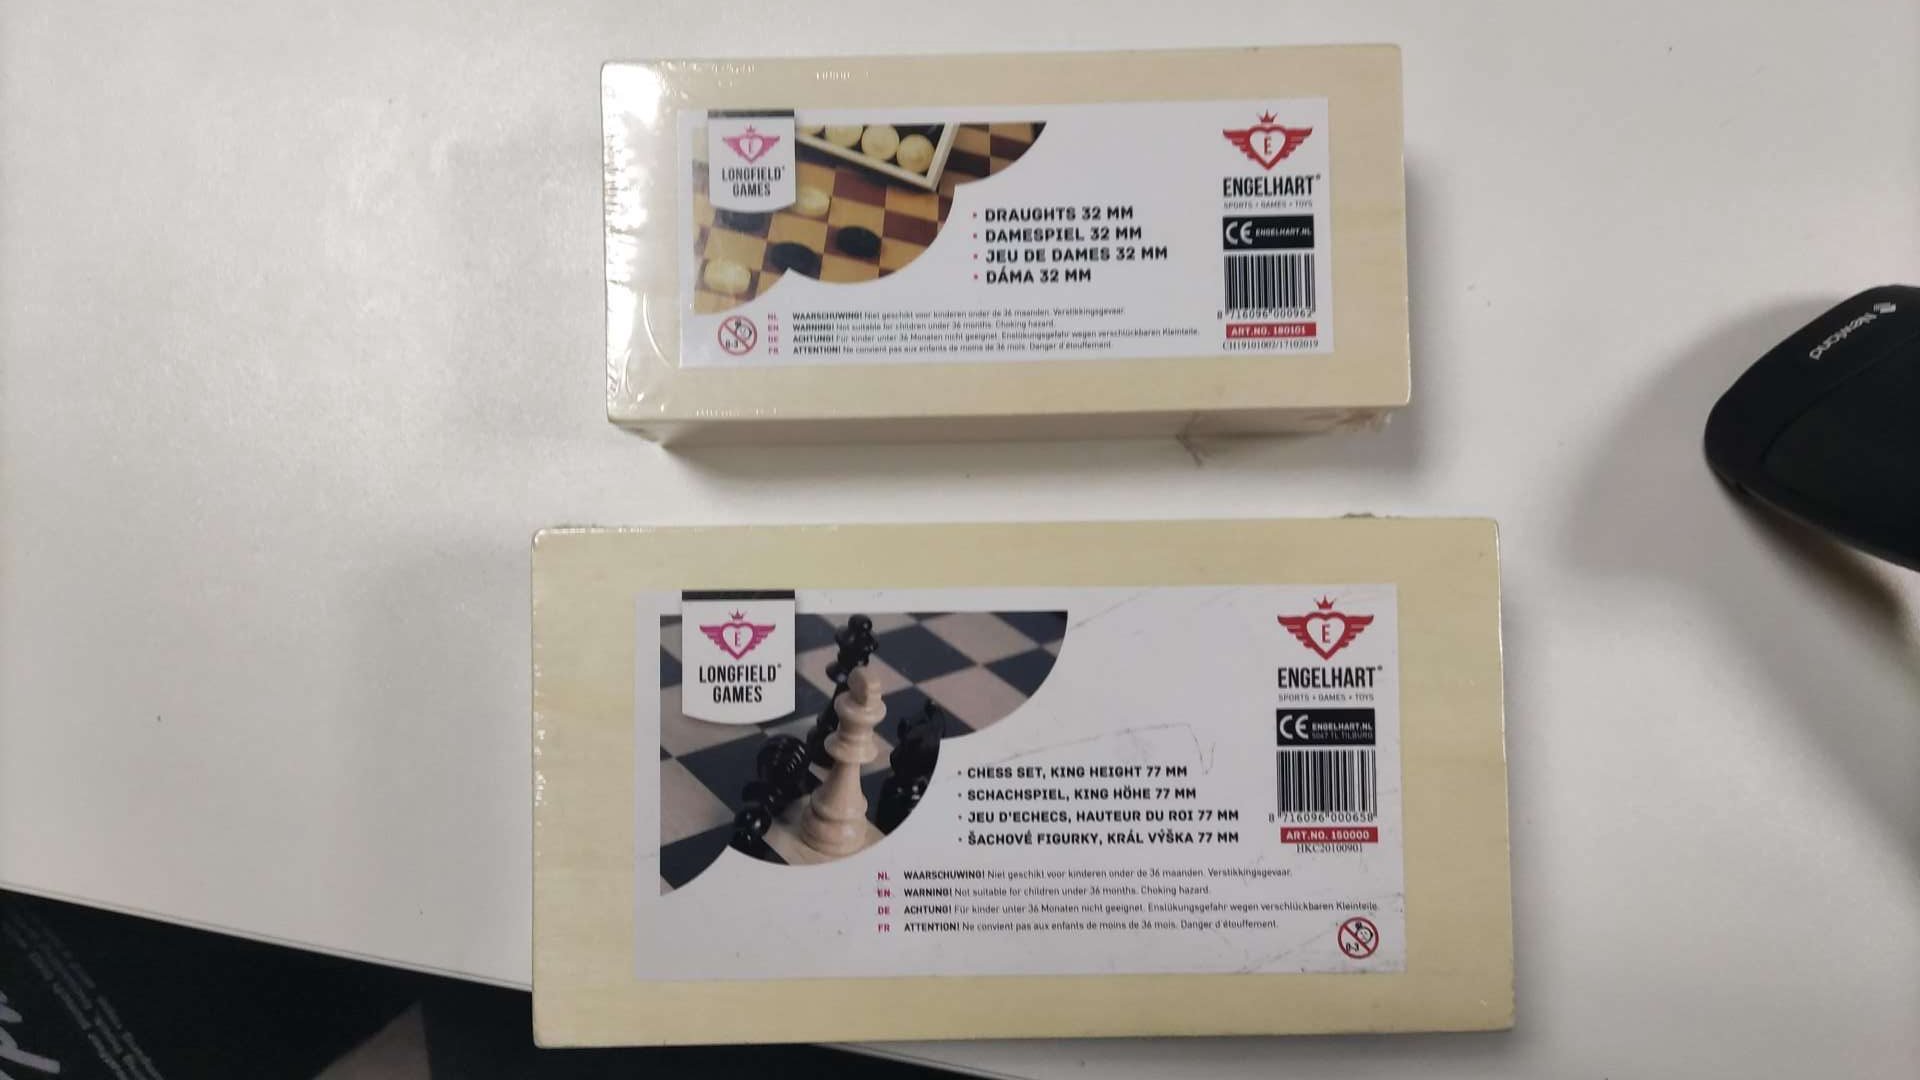 LONGFIELD®
GAMES
• DRAUGHTS 32 MM
• DAMESPIEL 32 MM
• JEU DE DAMES 32 MM
• DÁMA 32 MM
E
ENGELHART®
SPORTS • GAMES • TOYS
CE ENGELHART.NL
8 716096 000962
ART.NO. 180101
CH19101002/17102019
0-3
NL WAARSCHUWING! Niet geschikt voor kinderen onder de 36 maanden. Verstikkingsgevaar.
EN WARNING! Not suitable for children under 36 months. Choking hazard.
DE ACHTUNG! Für kinder unter 36 Monaten nicht geeignet. Enslükungsgefahr wegen verschlückbaren Kleinteile.
FR ATTENTION! Ne convient pas aux enfants de moins de 36 mois. Danger d'étouffement.
Newland
E
LONGFIELD®
GAMES
• CHESS SET, KING HEIGHT 77 MM
• SCHACHSPIEL, KING HÖHE 77 MM
• JEU D'ECHECS, HAUTEUR DU ROI 77 MM
• ŠACHOVÉ FIGURKY, KRÁL VÝŠKA 77 MM
E
ENGELHART®
SPORTS • GAMES • TOYS
CE ENGELHART.NL
5047 TL TILBURG
8 716096 000658
ART.NO. 150000
HKC20100901
NL WAARSCHUWING! Niet geschikt voor kinderen onder de 36 maanden. Verstikkingsgevaar.
EN WARNING! Not suitable for children under 36 months. Choking hazard.
DE ACHTUNG! Für kinder unter 36 Monaten nicht geeignet. Enslükungsgefahr wegen verschlückbaren Kleinteile.
FR ATTENTION! Ne convient pas aux enfants de moins de 36 mois. Danger d'étouffement.
0-3